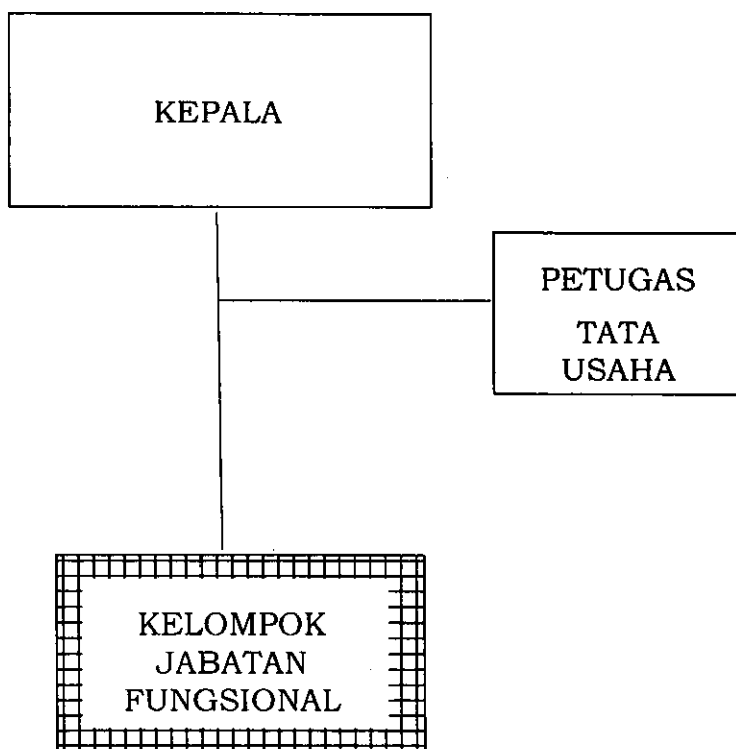 KEPALA
PETUGAS
TATA
USAHA
KELOMPOK
JABATAN
FUNGSIONAL